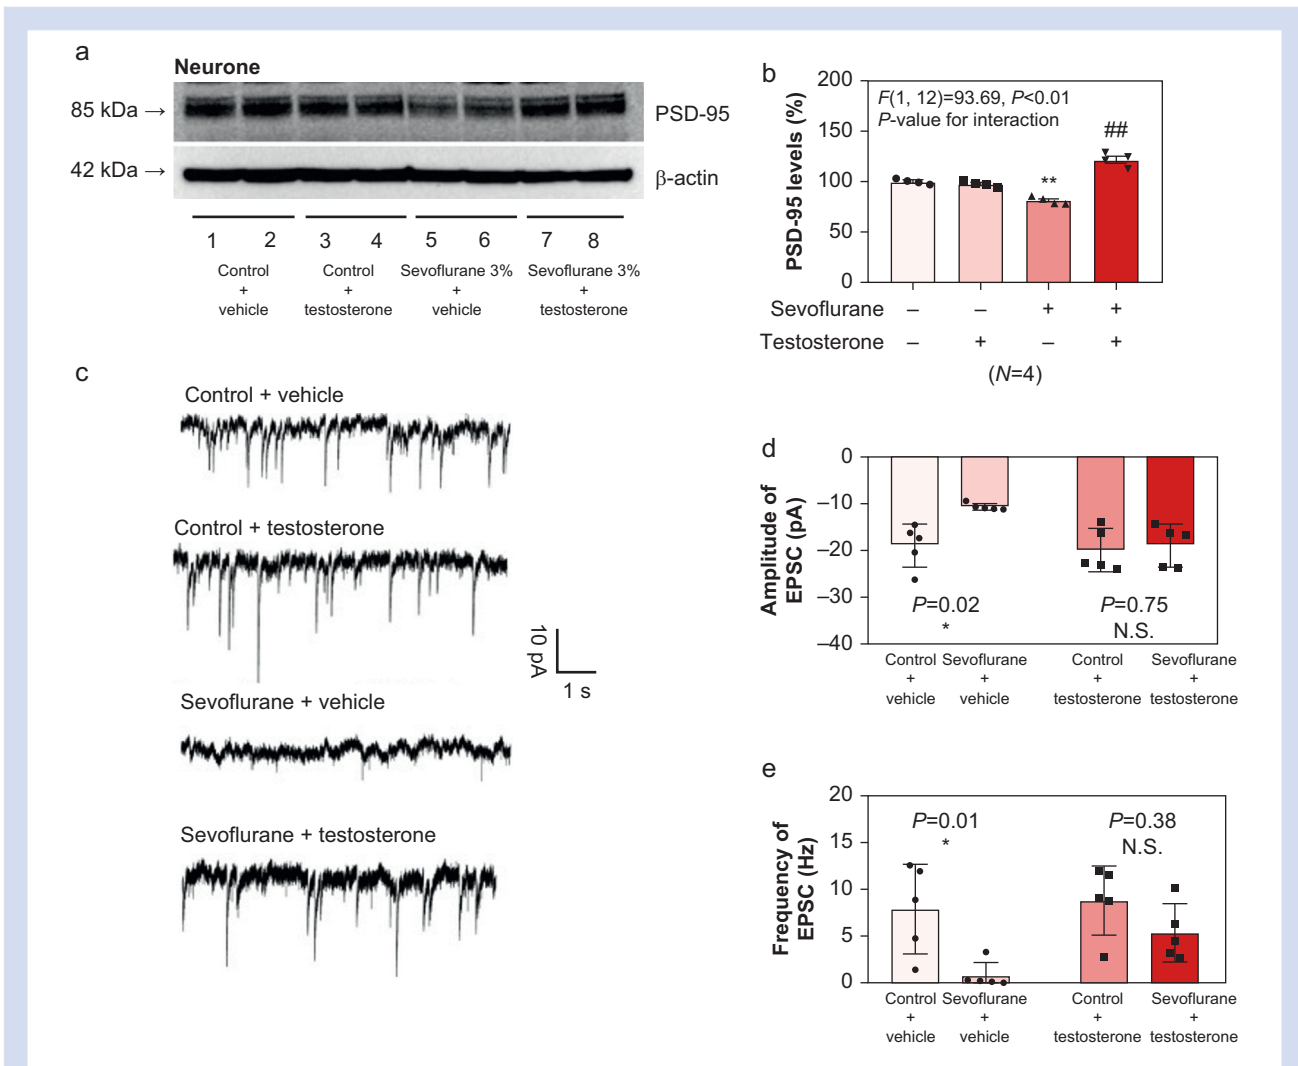 a
Neurone
85 kDa →
PSD-95
42 kDa →
β-actin
1 2 3 4 5 6 7 8
Control Control Sevoflurane 3% Sevoflurane 3%
+ + + +
vehicle testosterone vehicle testosterone
b
PSD-95 levels (%)
200
150
100
50
0
F(1, 12)=93.69, P<0.01
P-value for interaction
**
##
Sevoflurane – – + +
Testosterone – + – +
(N=4)
c
Control + vehicle
Control + testosterone
10 pA
1 s
Sevoflurane + vehicle
Sevoflurane + testosterone
d
Amplitude of
EPSC (pA)
0
–10
–20
–30
–40
P=0.02
*
P=0.75
N.S.
Control Sevoflurane Control Sevoflurane
+ + + +
vehicle vehicle testosterone testosterone
e
Frequency of
EPSC (Hz)
20
15
10
5
0
P=0.01
*
P=0.38
N.S.
Control Sevoflurane Control Sevoflurane
+ + + +
vehicle vehicle testosterone testosterone